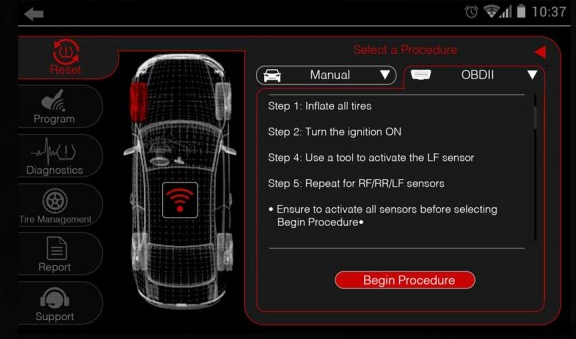 10:37
Select a Procedure
Reset
Manual
OBDII
Program
Diagnostics
Tire Management
Report
Support
Step 1: Inflate all tires
Step 2: Turn the ignition ON
Step 4: Use a tool to activate the LF sensor
Step 5: Repeat for RF/RR/LF sensors
• Ensure to activate all sensors before selecting
Begin Procedure•
Begin Procedure